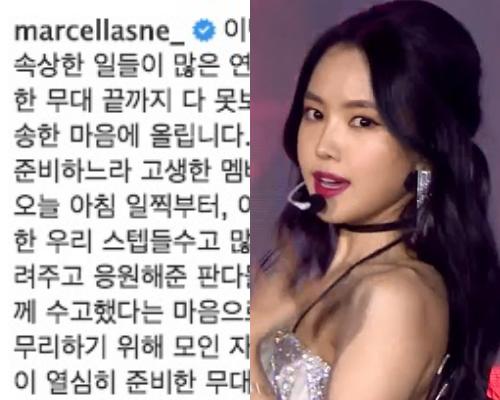 marcellasne_ 이
속상한 일들이 많은 연
한 무대 끝까지 다 못
송한 마음에 올립니다.
준비하느라 고생한 멤
오늘 아침 일찍부터,
한 우리 스텝들수고 많
려주고 응원해준 판다
께 수고했다는 마음으
무리하기 위해 모인 자
이 열심히 준비한 무대